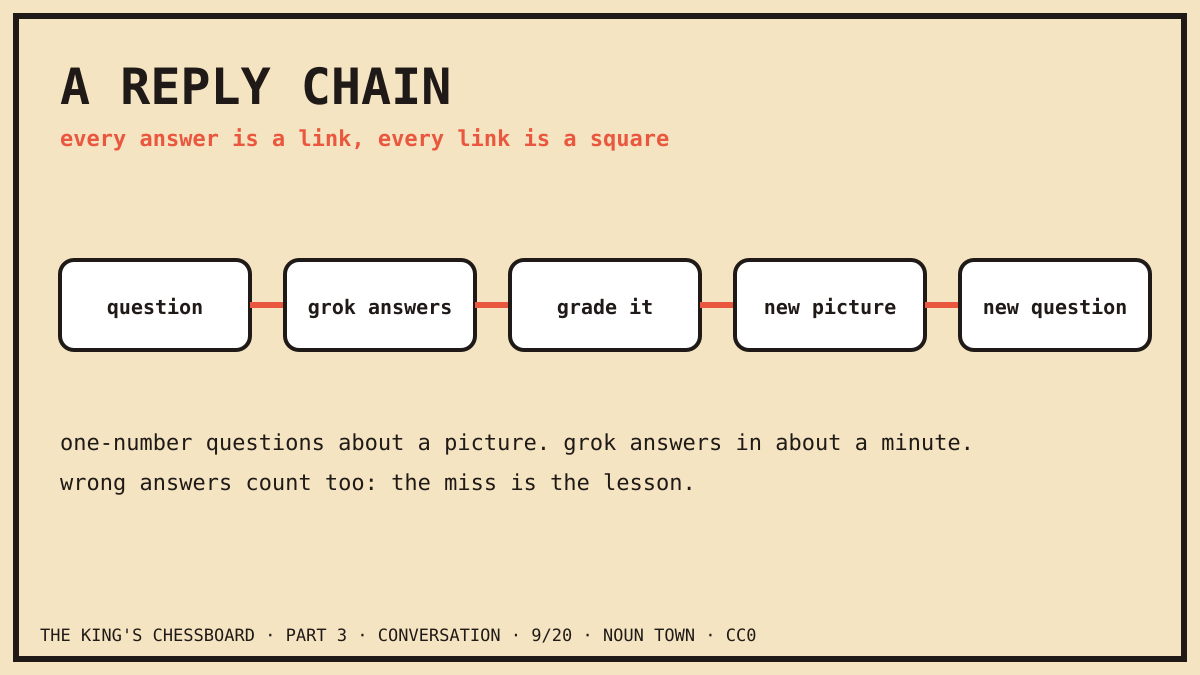 A REPLY CHAIN
every answer is a link, every link is a square
question
grok answers
grade it
new picture
new question
one-number questions about a picture. grok answers in about a minute.
wrong answers count too: the miss is the lesson.
THE KING'S CHESSBOARD · PART 3 · CONVERSATION · 9/20 · NOUN TOWN · CC0